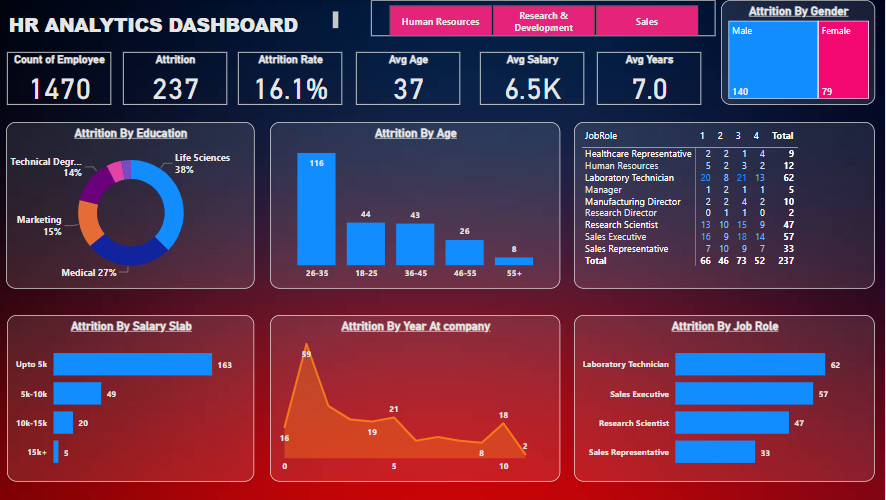 HR ANALYTICS DASHBOARD
Human Resources
Research &
Development
Sales
Attrition By Gender
Male
Female
140
79
Count of Employee
1470
Attrition
237
Attrition Rate
16.1%
Avg Age
37
Avg Salary
6.5K
Avg Years
7.0
Attrition By Education
Technical Degr...
14%
Life Sciences
38%
Marketing
15%
Medical 27%
Attrition By Age
116
44
43
26
8
26-35 18-25 36-45 46-55 55+
JobRole 1 2 3 4 Total
Healthcare Representative 2 2 1 4 9
Human Resources 5 2 3 2 12
Laboratory Technician 20 8 21 13 62
Manager 1 2 1 1 5
Manufacturing Director 2 2 4 2 10
Research Director 0 1 1 0 2
Research Scientist 13 10 15 9 47
Sales Executive 16 9 18 14 57
Sales Representative 7 10 9 7 33
Total 66 46 73 52 237
Attrition By Salary Slab
Upto 5k 163
5k-10k 49
10k-15k 20
15k+ 5
Attrition By Year At company
59
16
19
21
8
18
2
0 5 10
Attrition By Job Role
Laboratory Technician 62
Sales Executive 57
Research Scientist 47
Sales Representative 33